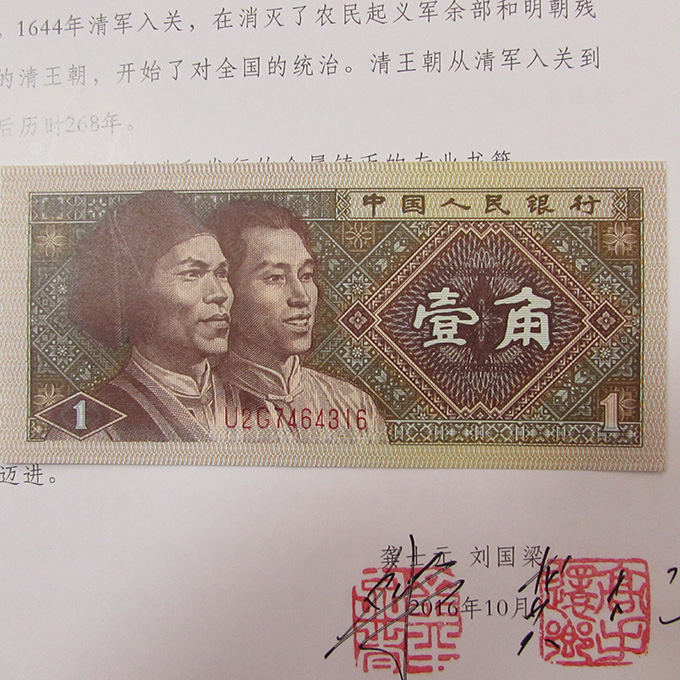 。1644年清军入关，在消灭了农民起义军余部和明朝残
的清王朝，开始了对全国的统治。清王朝从清军入关到
后历时268年。
中国人民银行
壹角
1
U2G7464316
1
迈进。
龚士元 刘国梁
2016年10月